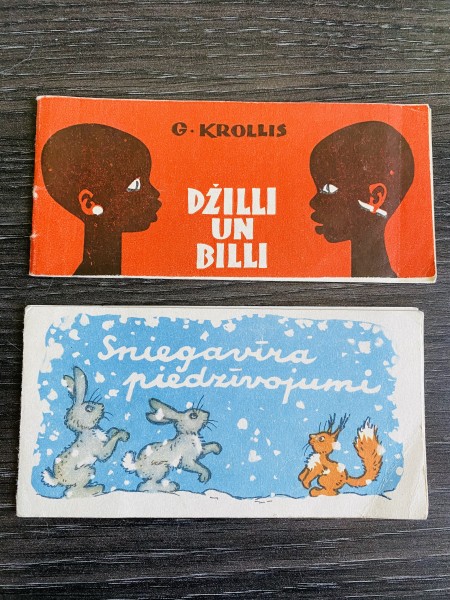 G. KROLLIS
DŽILLI
UN
BILLI
Sniegavīra
piedzīvojumi